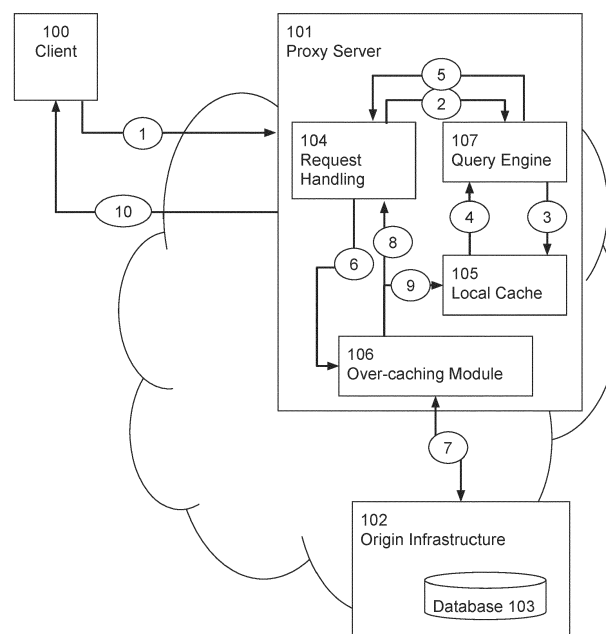 100
Client
101
Proxy Server
5
2
1
104
Request
Handling
107
Query Engine
10
8
4
3
6
9
105
Local Cache
106
Over-caching Module
7
102
Origin Infrastructure
Database 103